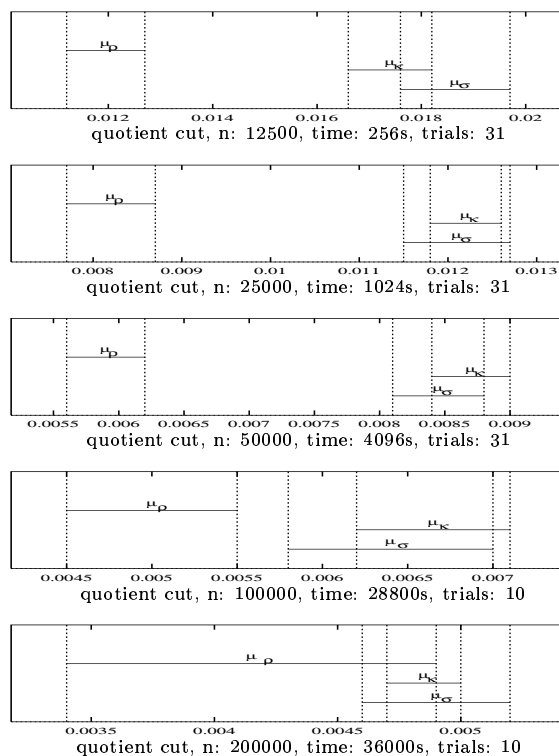 μρ
μκ
μσ
0.012 0.014 0.016 0.018 0.02
quotient cut, n: 12500, time: 256s, trials: 31
μρ
μκ
μσ
0.008 0.009 0.01 0.011 0.012 0.013
quotient cut, n: 25000, time: 1024s, trials: 31
μρ
μκ
μσ
0.0055 0.006 0.0065 0.007 0.0075 0.008 0.0085 0.009
quotient cut, n: 50000, time: 4096s, trials: 31
μρ
μκ
μσ
0.0045 0.005 0.0055 0.006 0.0065 0.007
quotient cut, n: 100000, time: 28800s, trials: 10
μρ
μκ
μσ
0.0035 0.004 0.0045 0.005
quotient cut, n: 200000, time: 36000s, trials: 10